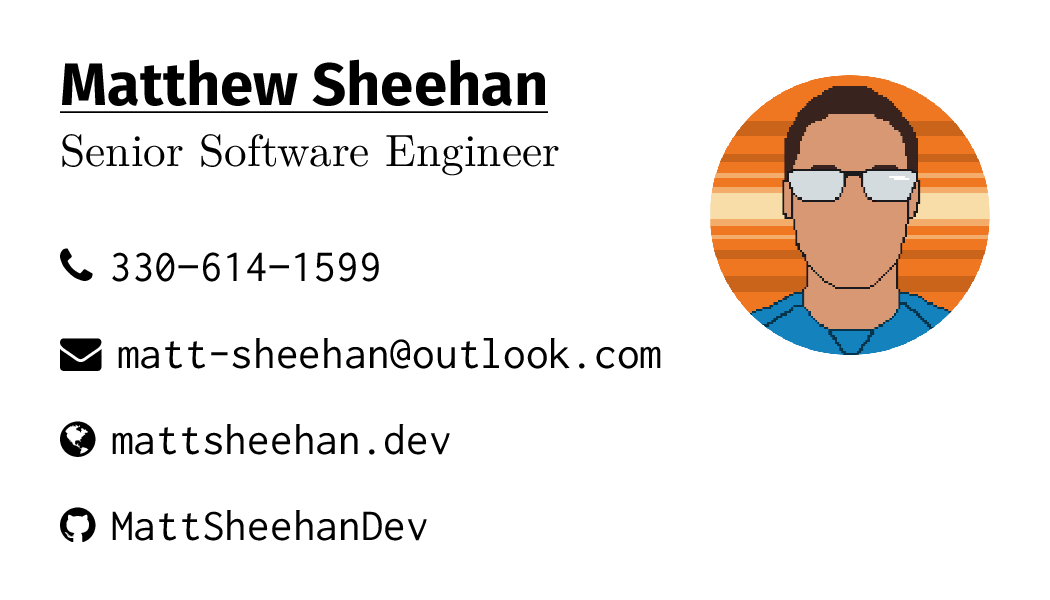 Matthew Sheehan
Senior Software Engineer
330-614-1599
matt-sheehan@outlook.com
mattsheehan.dev
MattSheehanDev